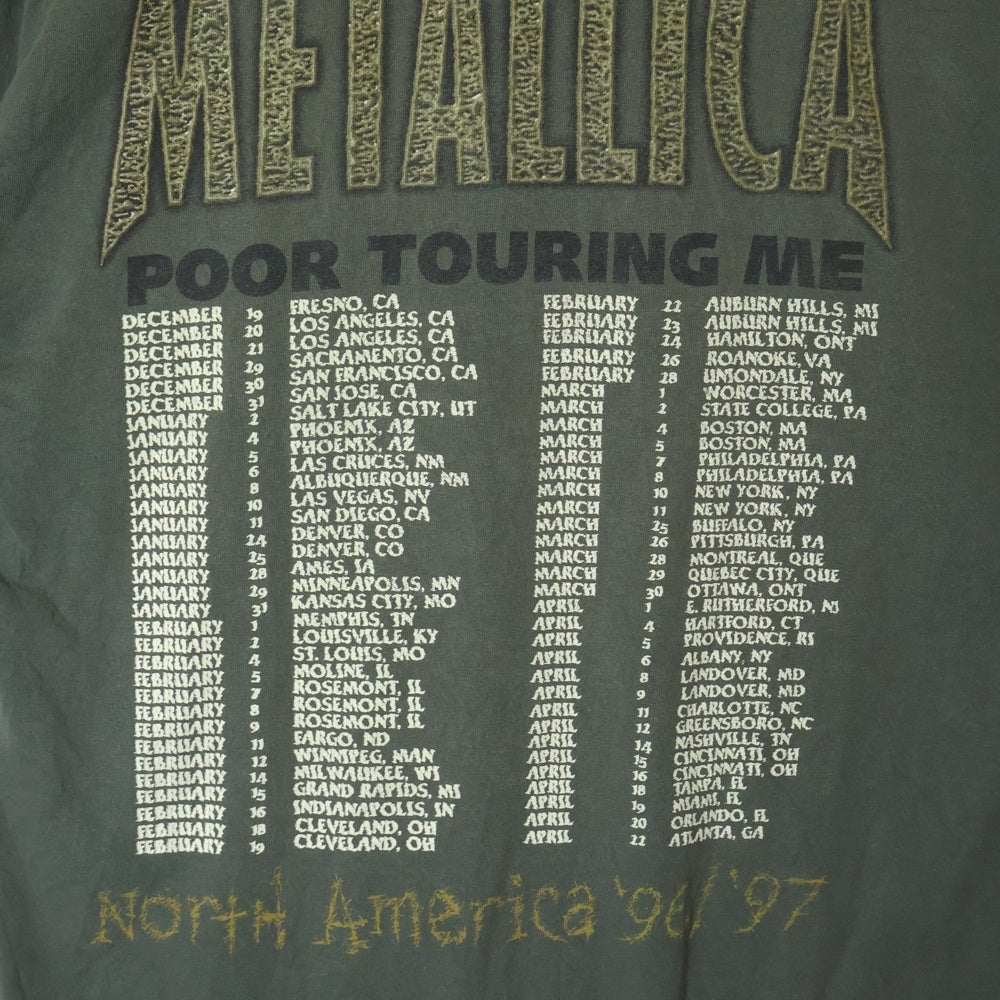 METALLICA
POOR TOURING ME
DECEMBER 19 FRESNO, CA
DECEMBER 20 LOS ANGELES, CA
DECEMBER 21 LOS ANGELES, CA
DECEMBER 29 SACRAMENTO, CA
DECEMBER 30 SAN FRANCISCO, CA
DECEMBER 31 SAN JOSE, CA
JANUARY 2 SALT LAKE CITY, UT
JANUARY 4 PHOENIX, AZ
JANUARY 5 PHOENIX, AZ
JANUARY 6 LAS CRUCES, NM
JANUARY 8 ALBUQUERQUE, NM
JANUARY 10 LAS VEGAS, NV
JANUARY 11 SAN DIEGO, CA
JANUARY 24 DENVER, CO
JANUARY 25 DENVER, CO
JANUARY 28 AMES, IA
JANUARY 29 MINNEAPOLIS, MN
JANUARY 31 KANSAS CITY, MO
FEBRUARY 1 MEMPHIS, TN
FEBRUARY 2 LOUISVILLE, KY
FEBRUARY 4 ST. LOUIS, MO
FEBRUARY 5 MOLINE, IL
FEBRUARY 7 ROSEMONT, IL
FEBRUARY 8 ROSEMONT, IL
FEBRUARY 9 ROSEMONT, IL
FEBRUARY 11 FARGO, ND
FEBRUARY 12 WINNIPEG, MAN
FEBRUARY 14 MILWAUKEE, WI
FEBRUARY 15 GRAND RAPIDS, MI
FEBRUARY 16 INDIANAPOLIS, IN
FEBRUARY 18 CLEVELAND, OH
FEBRUARY 19 CLEVELAND, OH
FEBRUARY 22 AUBURN HILLS, MI
FEBRUARY 23 AUBURN HILLS, MI
FEBRUARY 24 HAMILTON, ONT
FEBRUARY 26 ROANOKE, VA
FEBRUARY 28 UNIONDALE, NY
MARCH 1 WORCESTER, MA
MARCH 2 STATE COLLEGE, PA
MARCH 4 BOSTON, MA
MARCH 5 BOSTON, MA
MARCH 7 PHILADELPHIA, PA
MARCH 8 PHILADELPHIA, PA
MARCH 10 NEW YORK, NY
MARCH 11 NEW YORK, NY
MARCH 25 BUFFALO, NY
MARCH 26 PITTSBURGH, PA
MARCH 28 MONTREAL, QUE
MARCH 29 QUEBEC CITY, QUE
MARCH 30 OTTAWA, ONT
APRIL 1 E. RUTHERFORD, NJ
APRIL 4 HARTFORD, CT
APRIL 5 PROVIDENCE, RI
APRIL 6 ALBANY, NY
APRIL 8 LANDOVER, MD
APRIL 9 LANDOVER, MD
APRIL 11 CHARLOTTE, NC
APRIL 12 GREENSBORO, NC
APRIL 14 NASHVILLE, TN
APRIL 15 CINCINNATI, OH
APRIL 16 CINCINNATI, OH
APRIL 18 TAMPA, FL
APRIL 19 MIAMI, FL
APRIL 20 ORLANDO, FL
APRIL 22 ATLANTA, GA
North America '96/'97